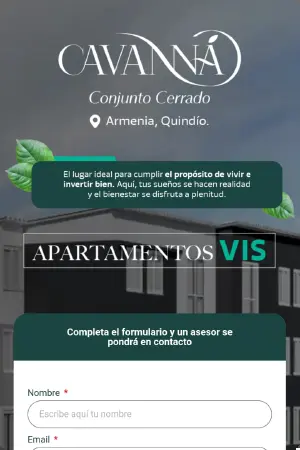 CAVANNÁ
Conjunto Cerrado
Armenia, Quindío.
El lugar ideal para cumplir el propósito de vivir e
invertir bien. Aquí, tus sueños se hacen realidad
y el bienestar se disfruta a plenitud.
APARTAMENTOS VIS
Completa el formulario y un asesor se
pondrá en contacto
Nombre *
Escribe aquí tu nombre
Email *